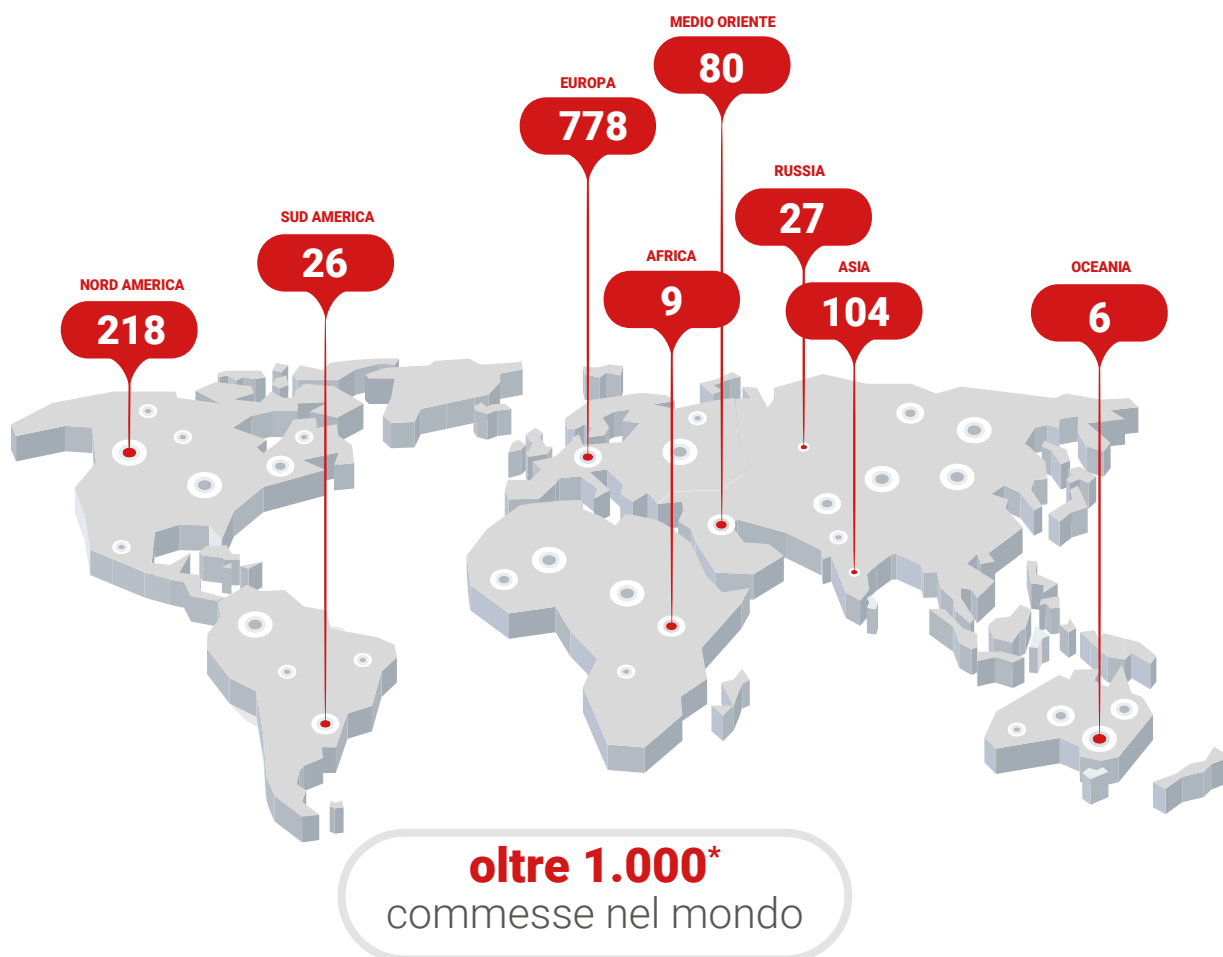 MEDIO ORIENTE
80
EUROPA
778
RUSSIA
27
SUD AMERICA
26
AFRICA
9
ASIA
104
OCEANIA
6
NORD AMERICA
218
oltre 1.000*
commesse nel mondo